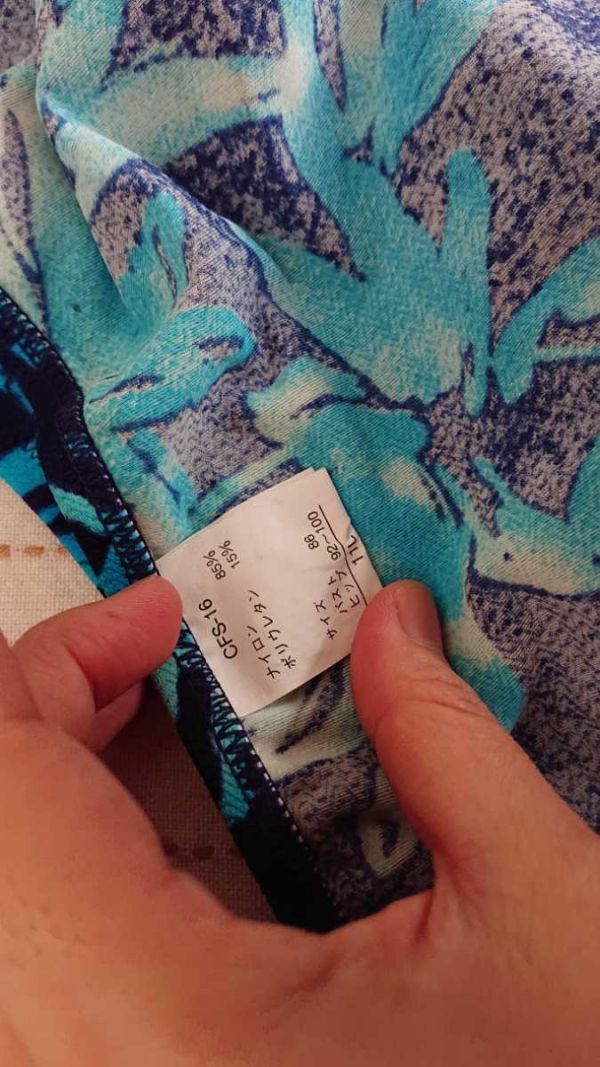 CFS-16
ナイロン 85%
ポリウレタン 15%
サイズ
バスト 86
ヒップ 92~100
11L